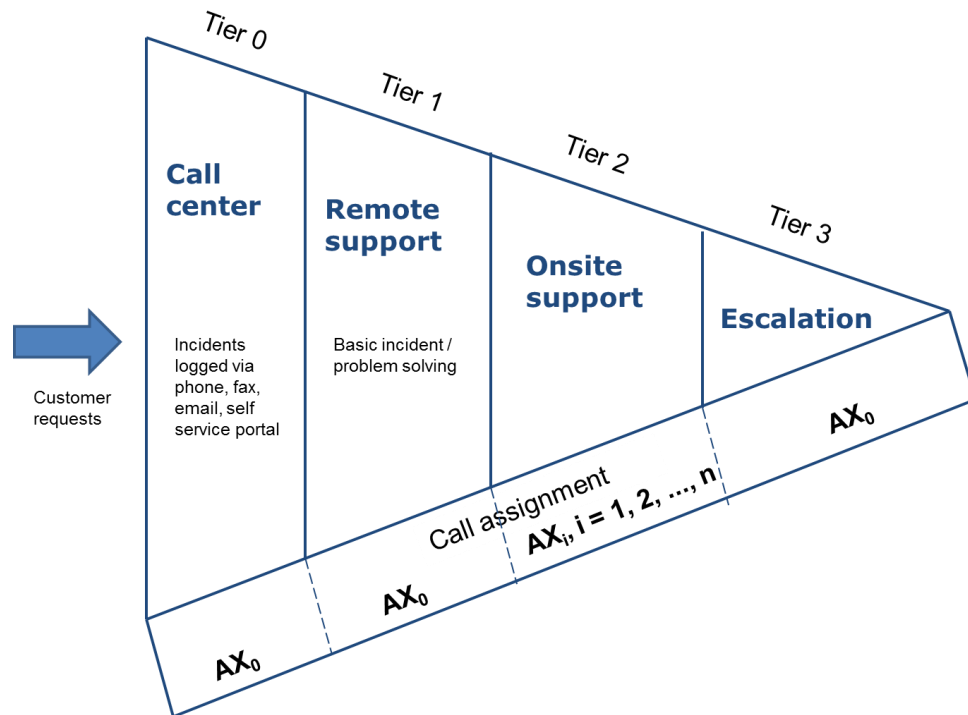 Tier 0
Tier 1
Tier 2
Tier 3
Call
center
Remote
support
Onsite
support
Escalation
Customer
requests
Incidents
logged via
phone, fax,
email, self
service portal
Basic incident /
problem solving
Call assignment
AX₀
AX₀
AXᵢ, i = 1, 2, ..., n
AX₀